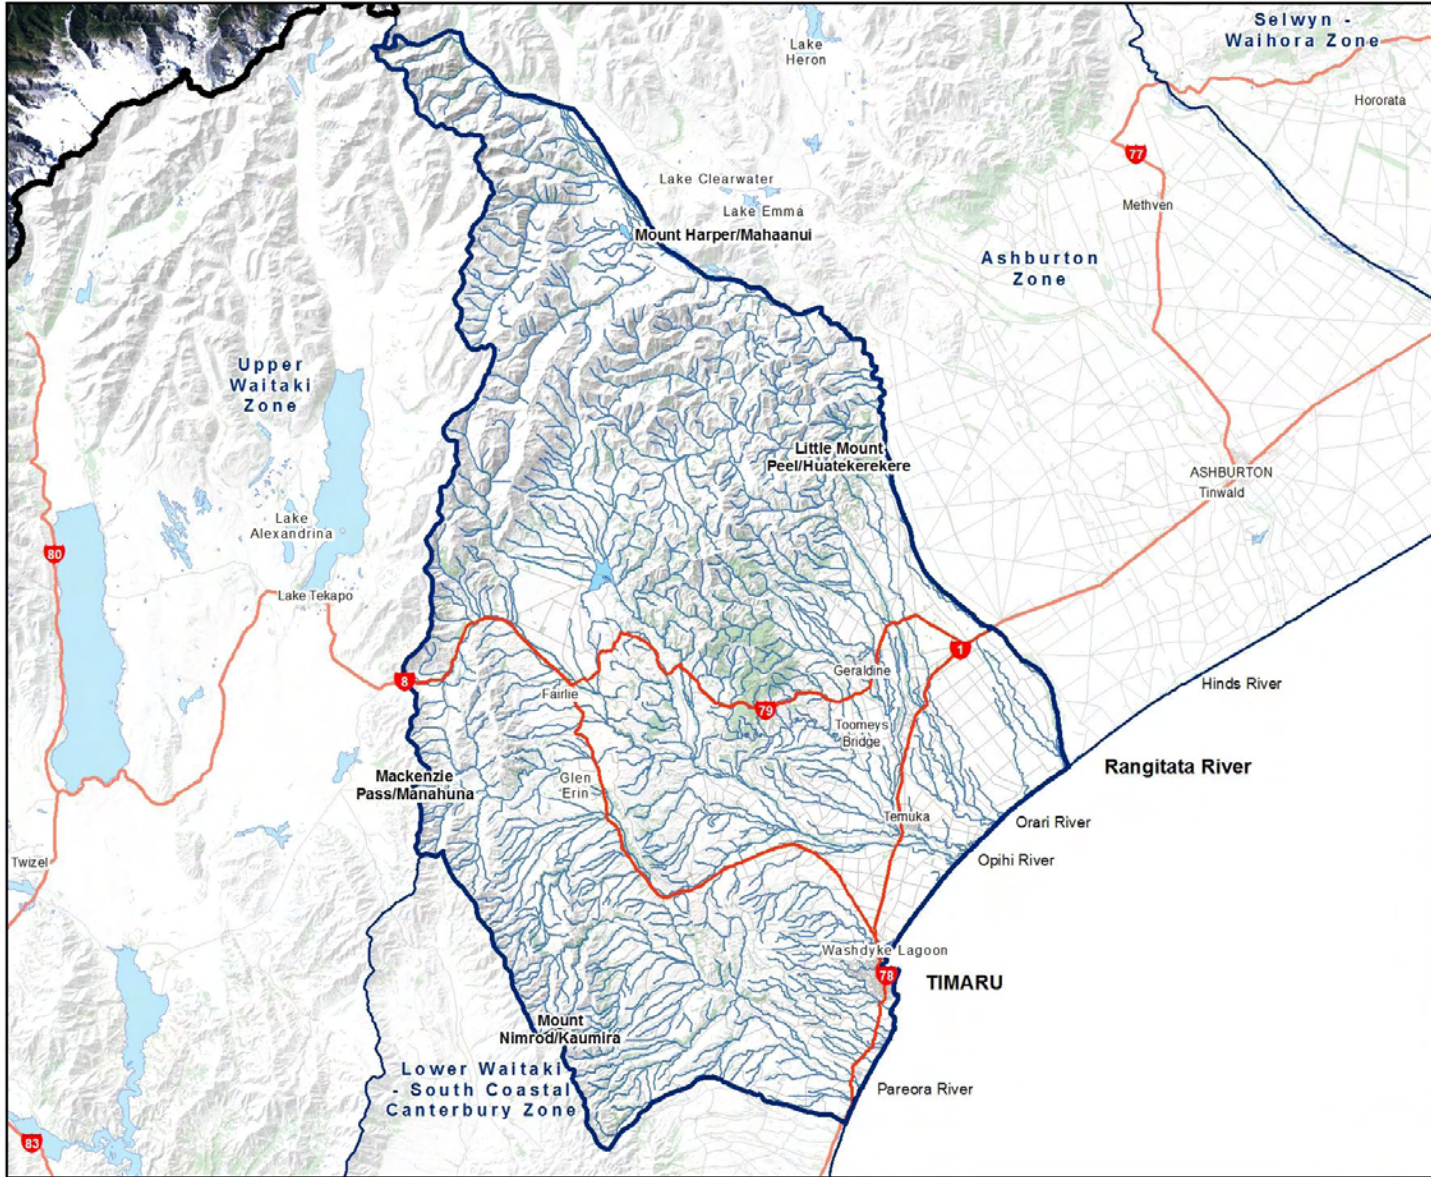 Selwyn -
Waihora Zone
Lake
Heron
Hororata
77
Lake Clearwater
Methven
Lake Emma
Mount Harper/Mahaanui
Ashburton
Zone
Upper
Waitaki
Zone
Little Mount
Peel/Huatekerekere
ASHBURTON
Tinwald
Lake
Alexandrina
80
Lake Tekapo
1
Geraldine
8
Fairlie
Hinds River
79
Toomeys
Bridge
Rangitata River
Mackenzie
Pass/Manahuna
Glen
Erin
Temuka
Orari River
Twizel
Opihi River
Washdyke Lagoon
78
TIMARU
Mount
Nimrod/Kaumira
Lower Waitaki
- South Coastal
Canterbury Zone
Pareora River
83